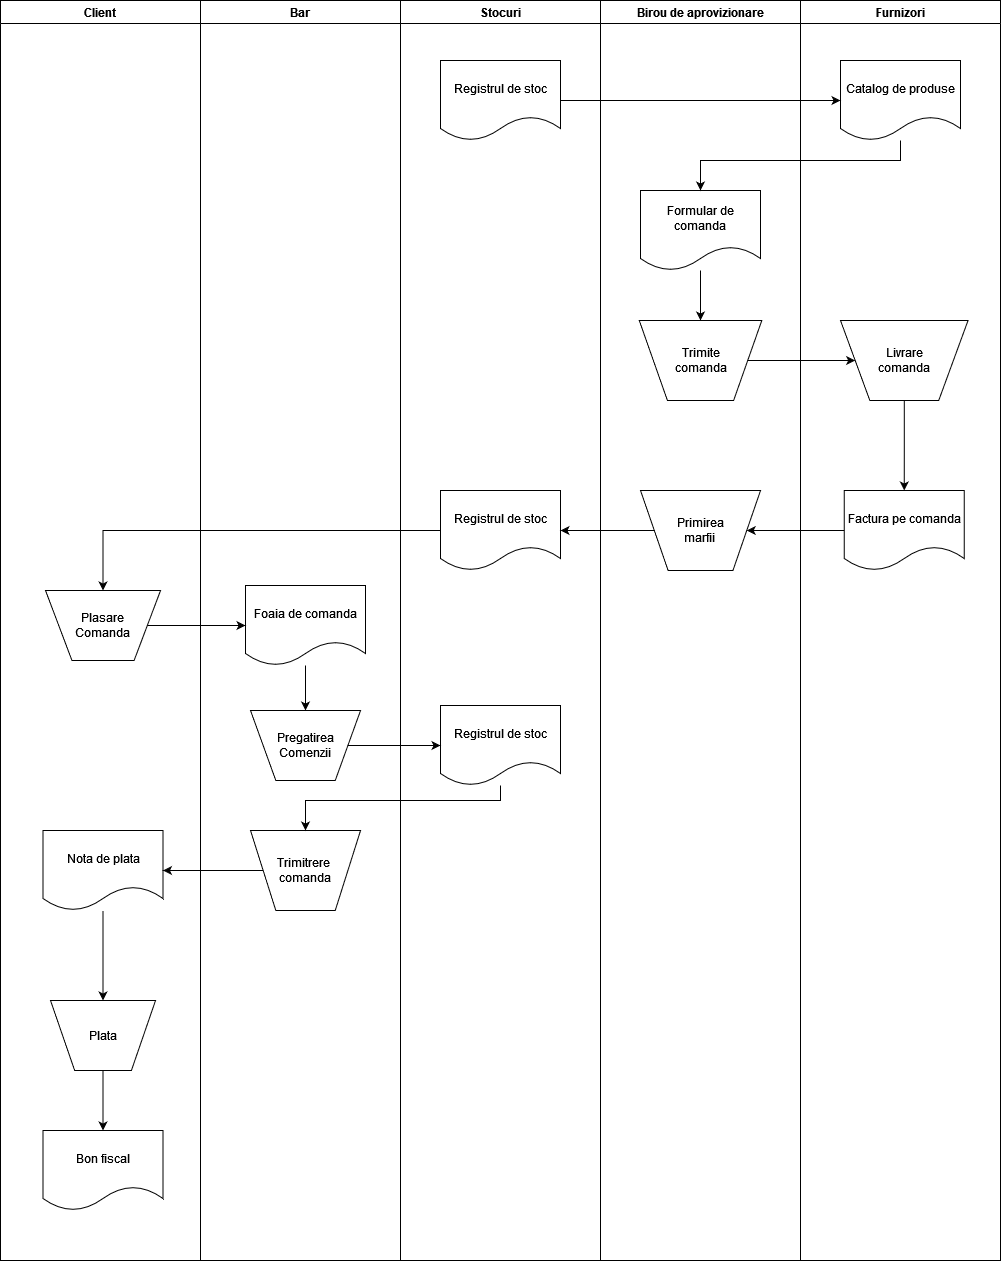 Client
Bar
Stocuri
Birou de aprovizionare
Furnizori
Registrul de stoc
Catalog de produse
Formular de
comanda
Trimite
comanda
Livrare
comanda
Registrul de stoc
Primirea
marfii
Factura pe comanda
Plasare
Comanda
Foaia de comanda
Pregatirea
Comenzii
Registrul de stoc
Nota de plata
Trimitrere
comanda
Plata
Bon fiscal